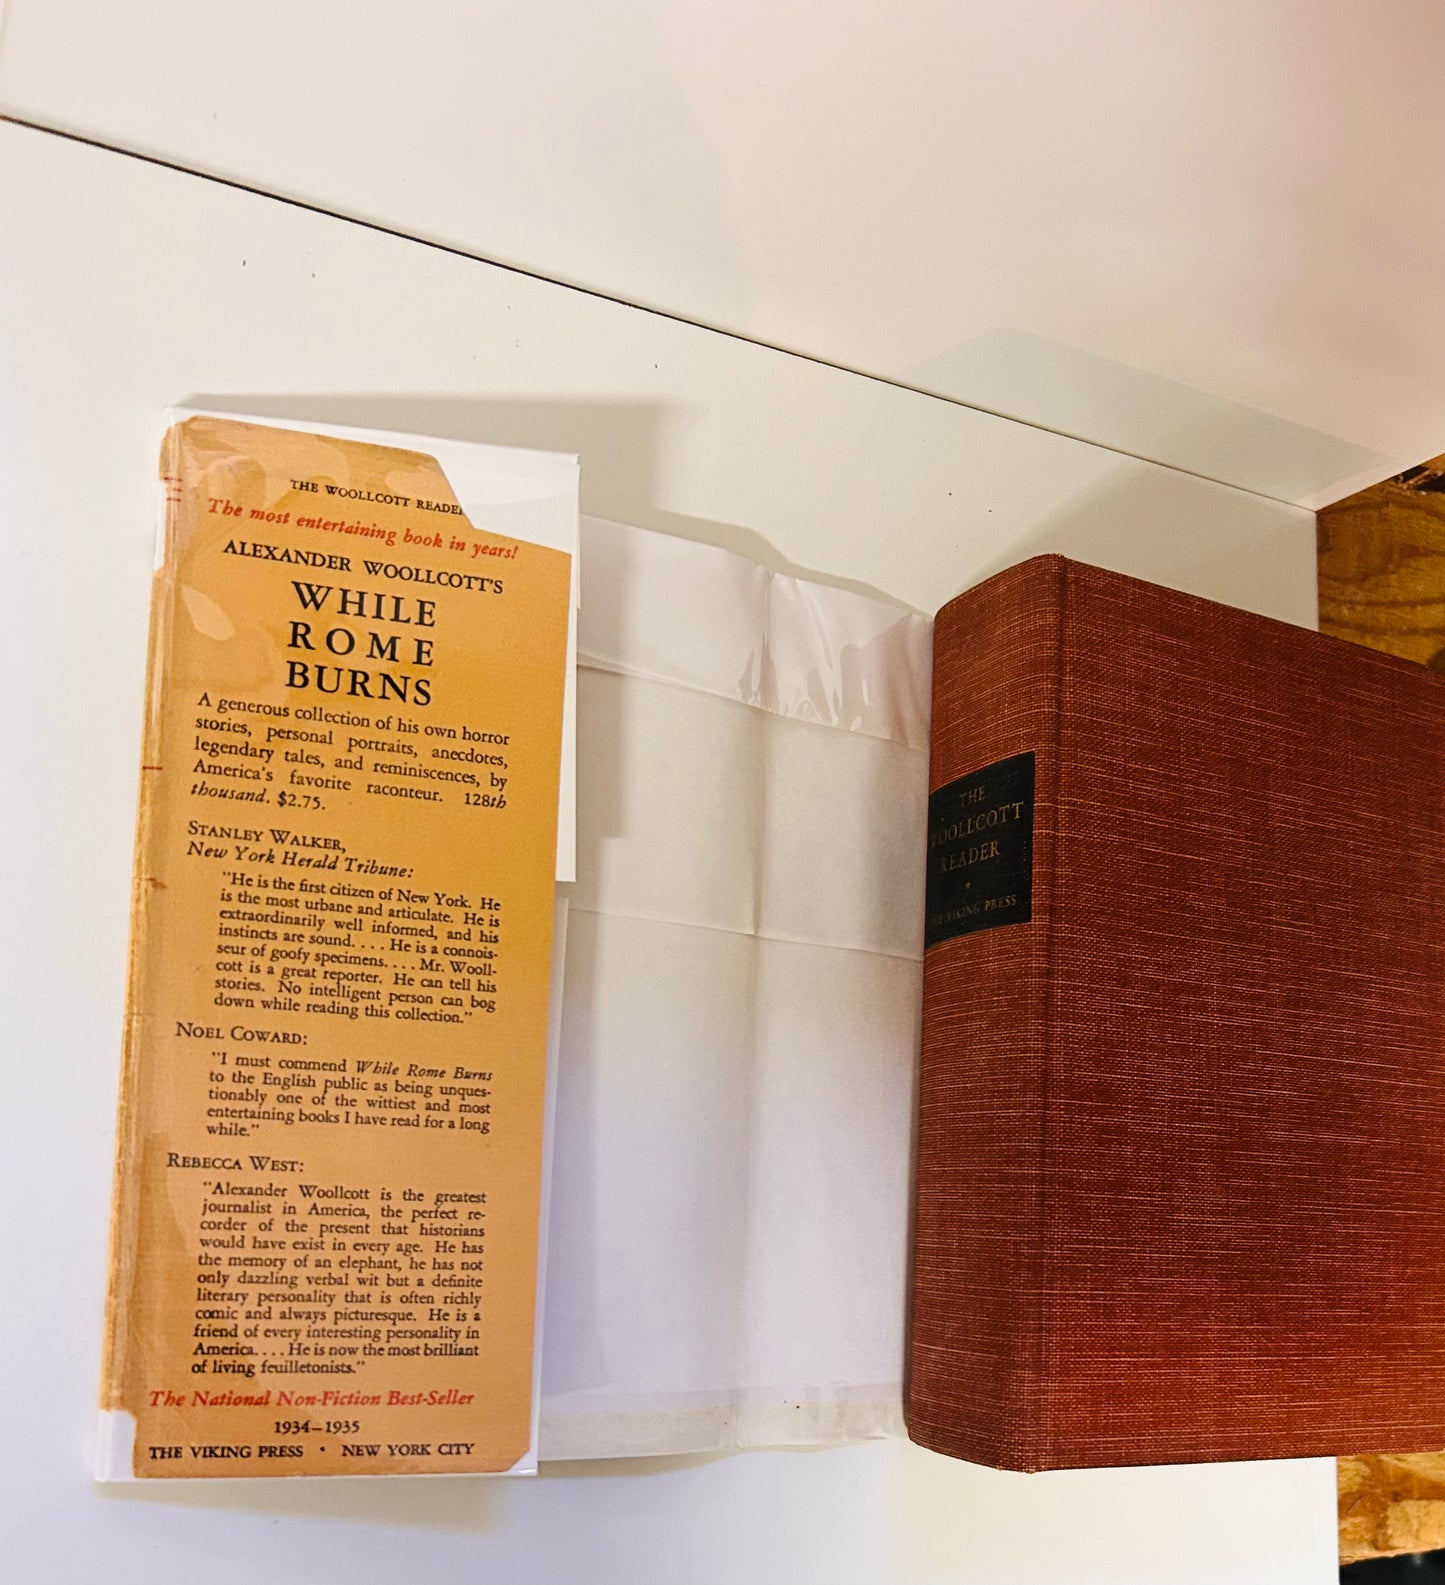 THE WOOLLCOTT READER
The most entertaining book in years!
ALEXANDER WOOLLCOTT'S
WHILE
ROME
BURNS
A generous collection of his own horror
stories, personal portraits, anecdotes,
legendary tales, and reminiscences, by
America's favorite raconteur. 128th
thousand. $2.75.
STANLEY WALKER,
New York Herald Tribune:
"He is the first citizen of New York. He
is the most urbane and articulate. He is
extraordinarily well informed, and his
instincts are sound. . . . He is a connois-
seur of goofy specimens. . . . Mr. Wooll-
cott is a great reporter. He can tell his
stories. No intelligent person can bog
down while reading this collection."
NOEL COWARD:
"I must commend While Rome Burns
to the English public as being unques-
tionably one of the wittiest and most
entertaining books I have read for a long
while."
REBECCA WEST:
"Alexander Woollcott is the greatest
journalist in America, the perfect re-
corder of the present that historians
would have exist in every age. He has
the memory of an elephant, he has not
only dazzling verbal wit but a definite
literary personality that is often richly
comic and always picturesque. He is a
friend of every interesting personality in
America. . . . He is now the most brilliant
of living feuilletonists."
The National Non-Fiction Best-Seller
1934–1935
THE VIKING PRESS • NEW YORK CITY
THE
WOOLLCOTT
READER
THE VIKING PRESS